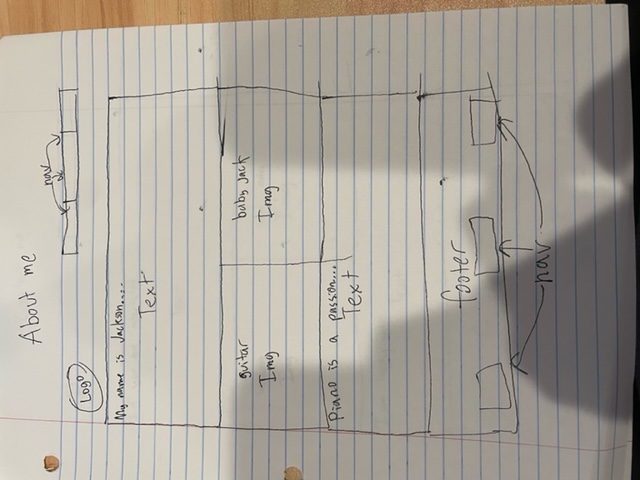 About me
nav
Logo
My name is Jackson....
Text
guitar
Img
baby Jack
Img
Piano is a passion...
Text
footer
nav